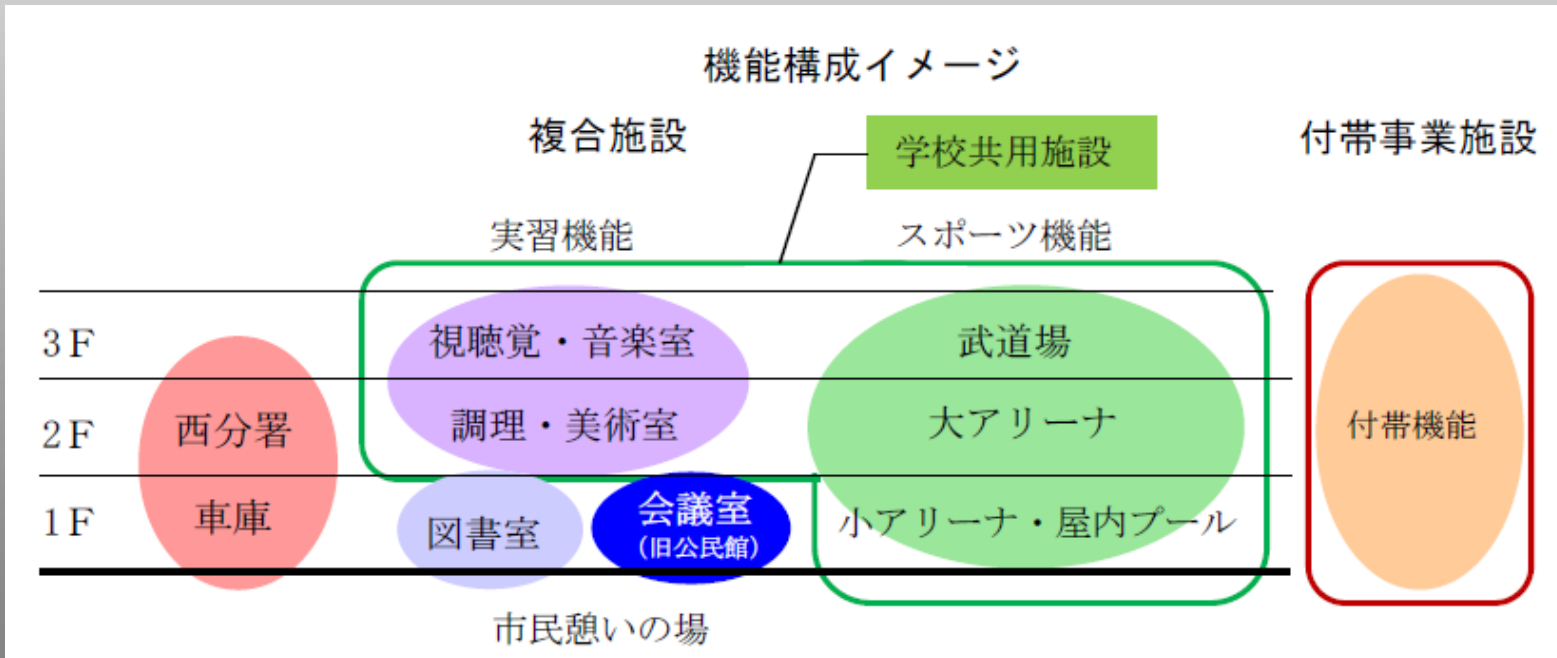 機能構成イメージ
複合施設
学校共用施設
付帯事業施設
実習機能
スポーツ機能
3F
視聴覚・音楽室
武道場
2F
西分署
調理・美術室
大アリーナ
付帯機能
1F
車庫
図書室
会議室
(旧公民館)
小アリーナ・屋内プール
市民憩いの場